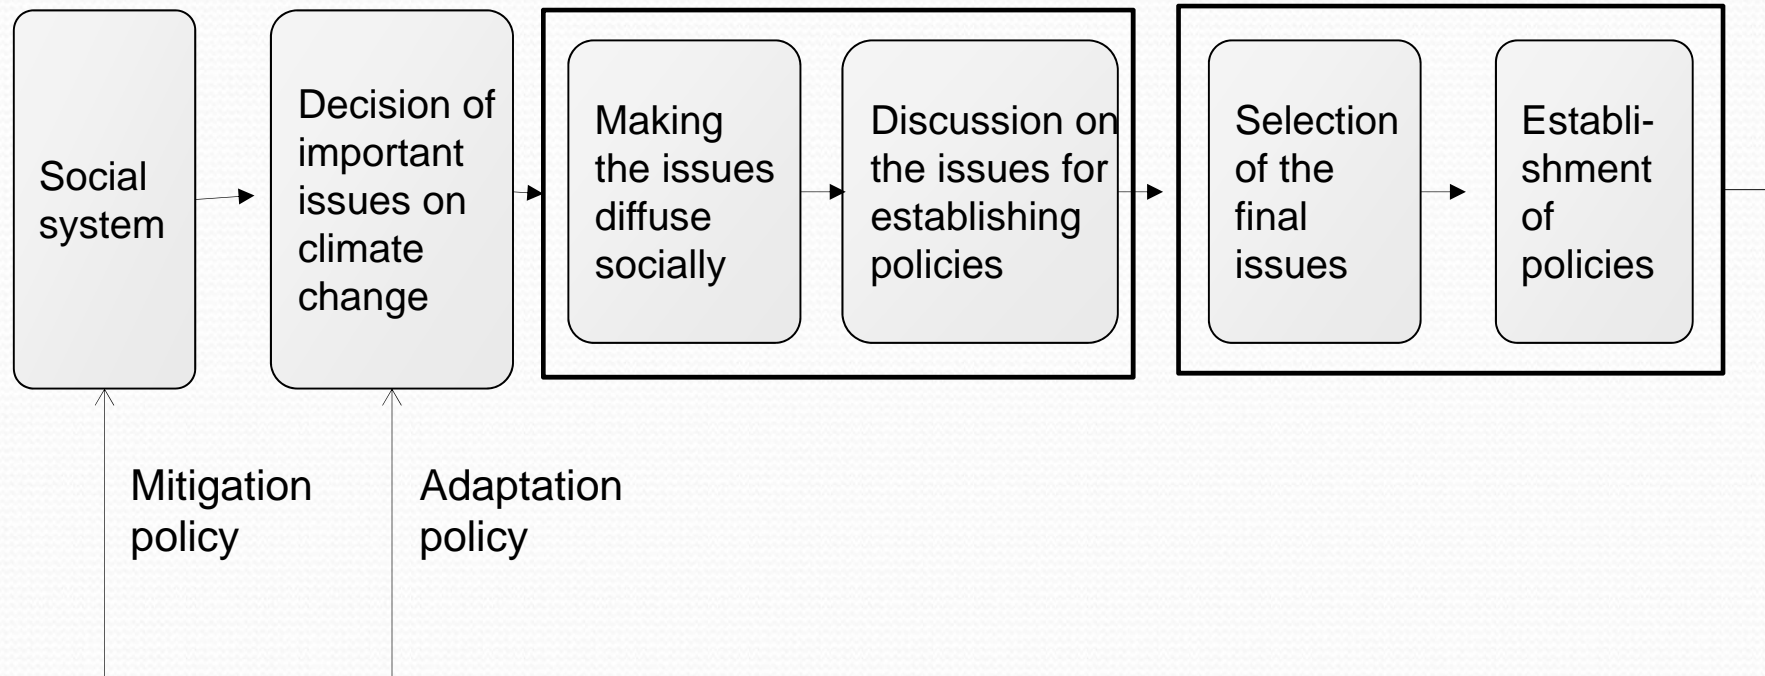 Social
system
Decision of
important
issues on
climate
change
Making
the issues
diffuse
socially
Discussion on
the issues for
establishing
policies
Selection
of the
final
issues
Establi-
shment
of
policies
Mitigation
policy
Adaptation
policy